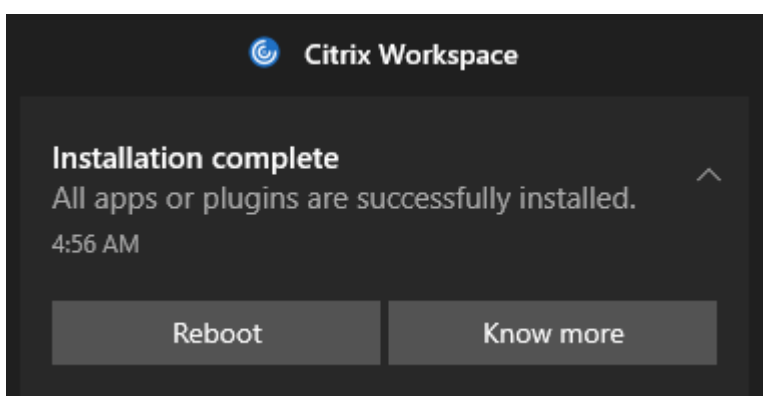 Citrix Workspace
Installation complete
All apps or plugins are successfully installed.
4:56 AM
Reboot
Know more